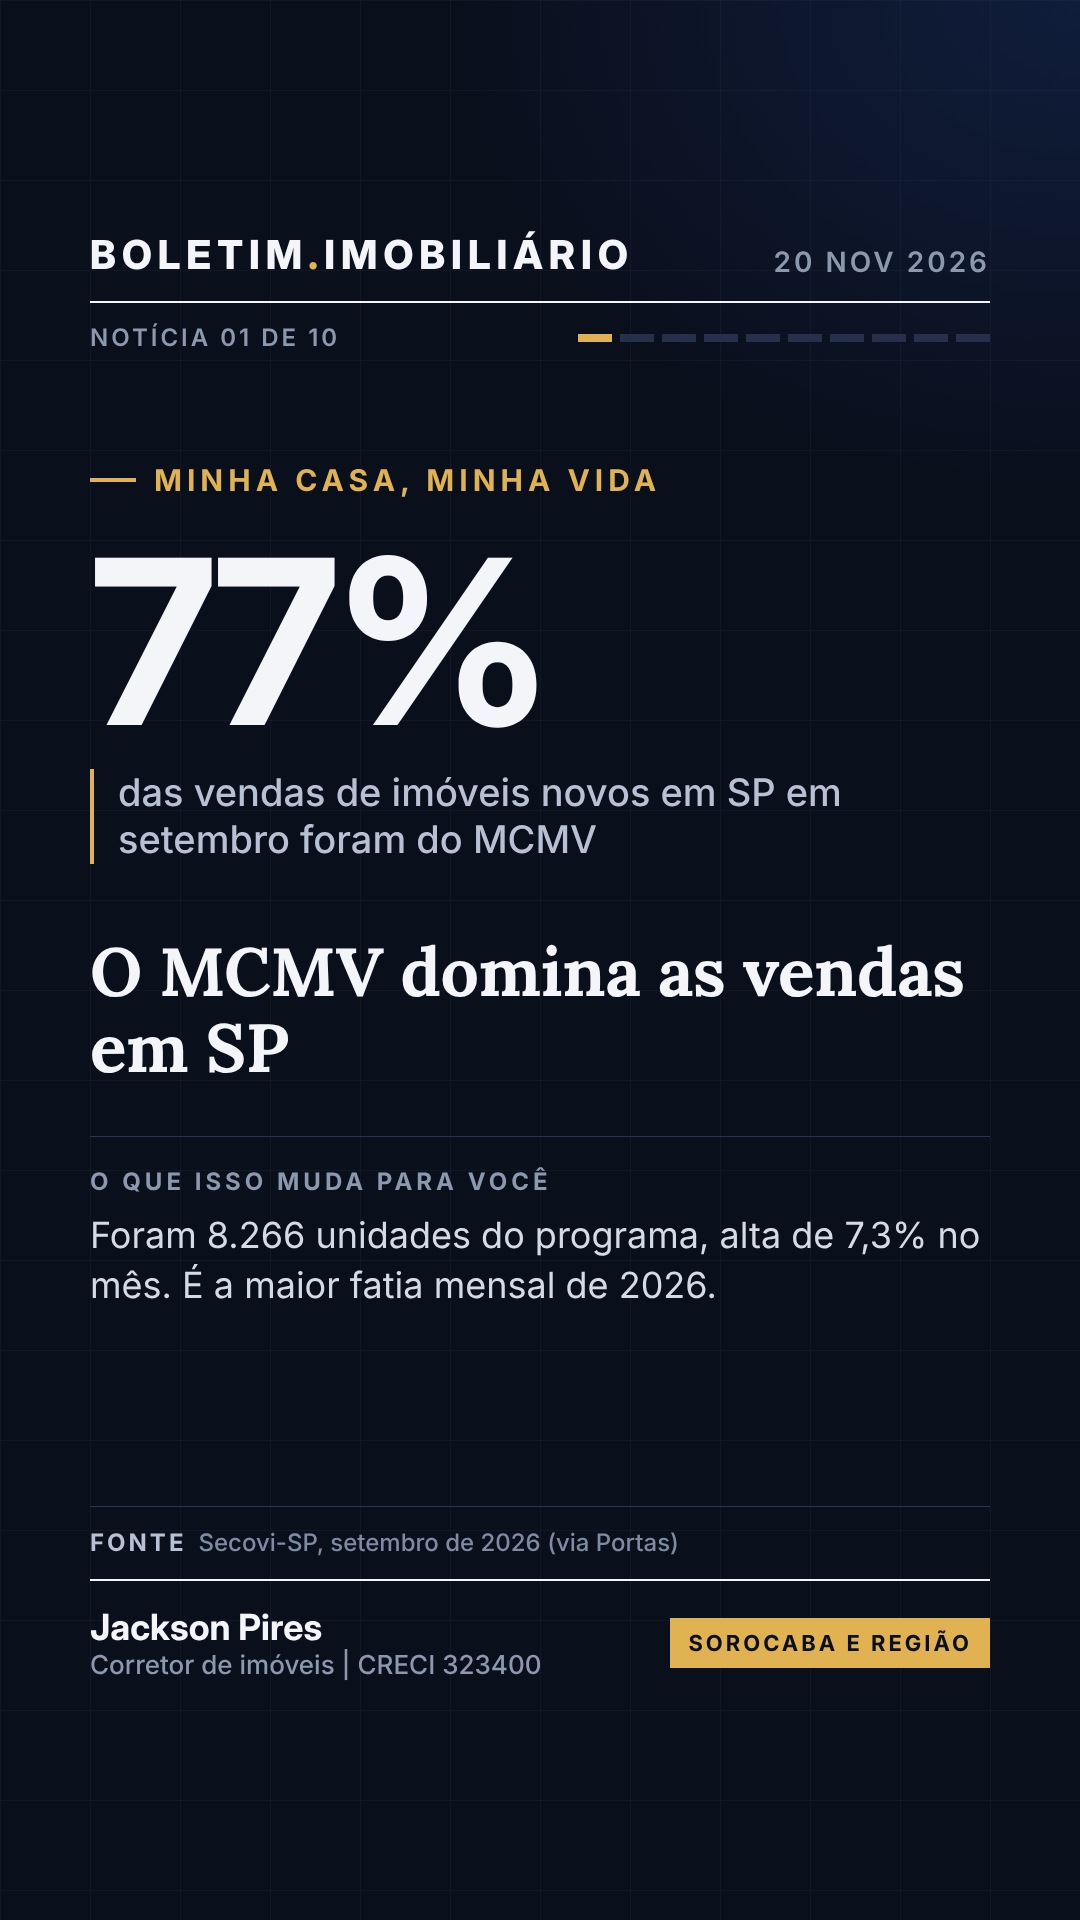 BOLETIM.IMOBILIÁRIO
20 NOV 2026
NOTÍCIA 01 DE 10
MINHA CASA, MINHA VIDA
77%
das vendas de imóveis novos em SP em
setembro foram do MCMV
O MCMV domina as vendas
em SP
O QUE ISSO MUDA PARA VOCÊ
Foram 8.266 unidades do programa, alta de 7,3% no
mês. É a maior fatia mensal de 2026.
FONTE Secovi-SP, setembro de 2026 (via Portas)
Jackson Pires
Corretor de imóveis | CRECI 323400
SOROCABA E REGIÃO